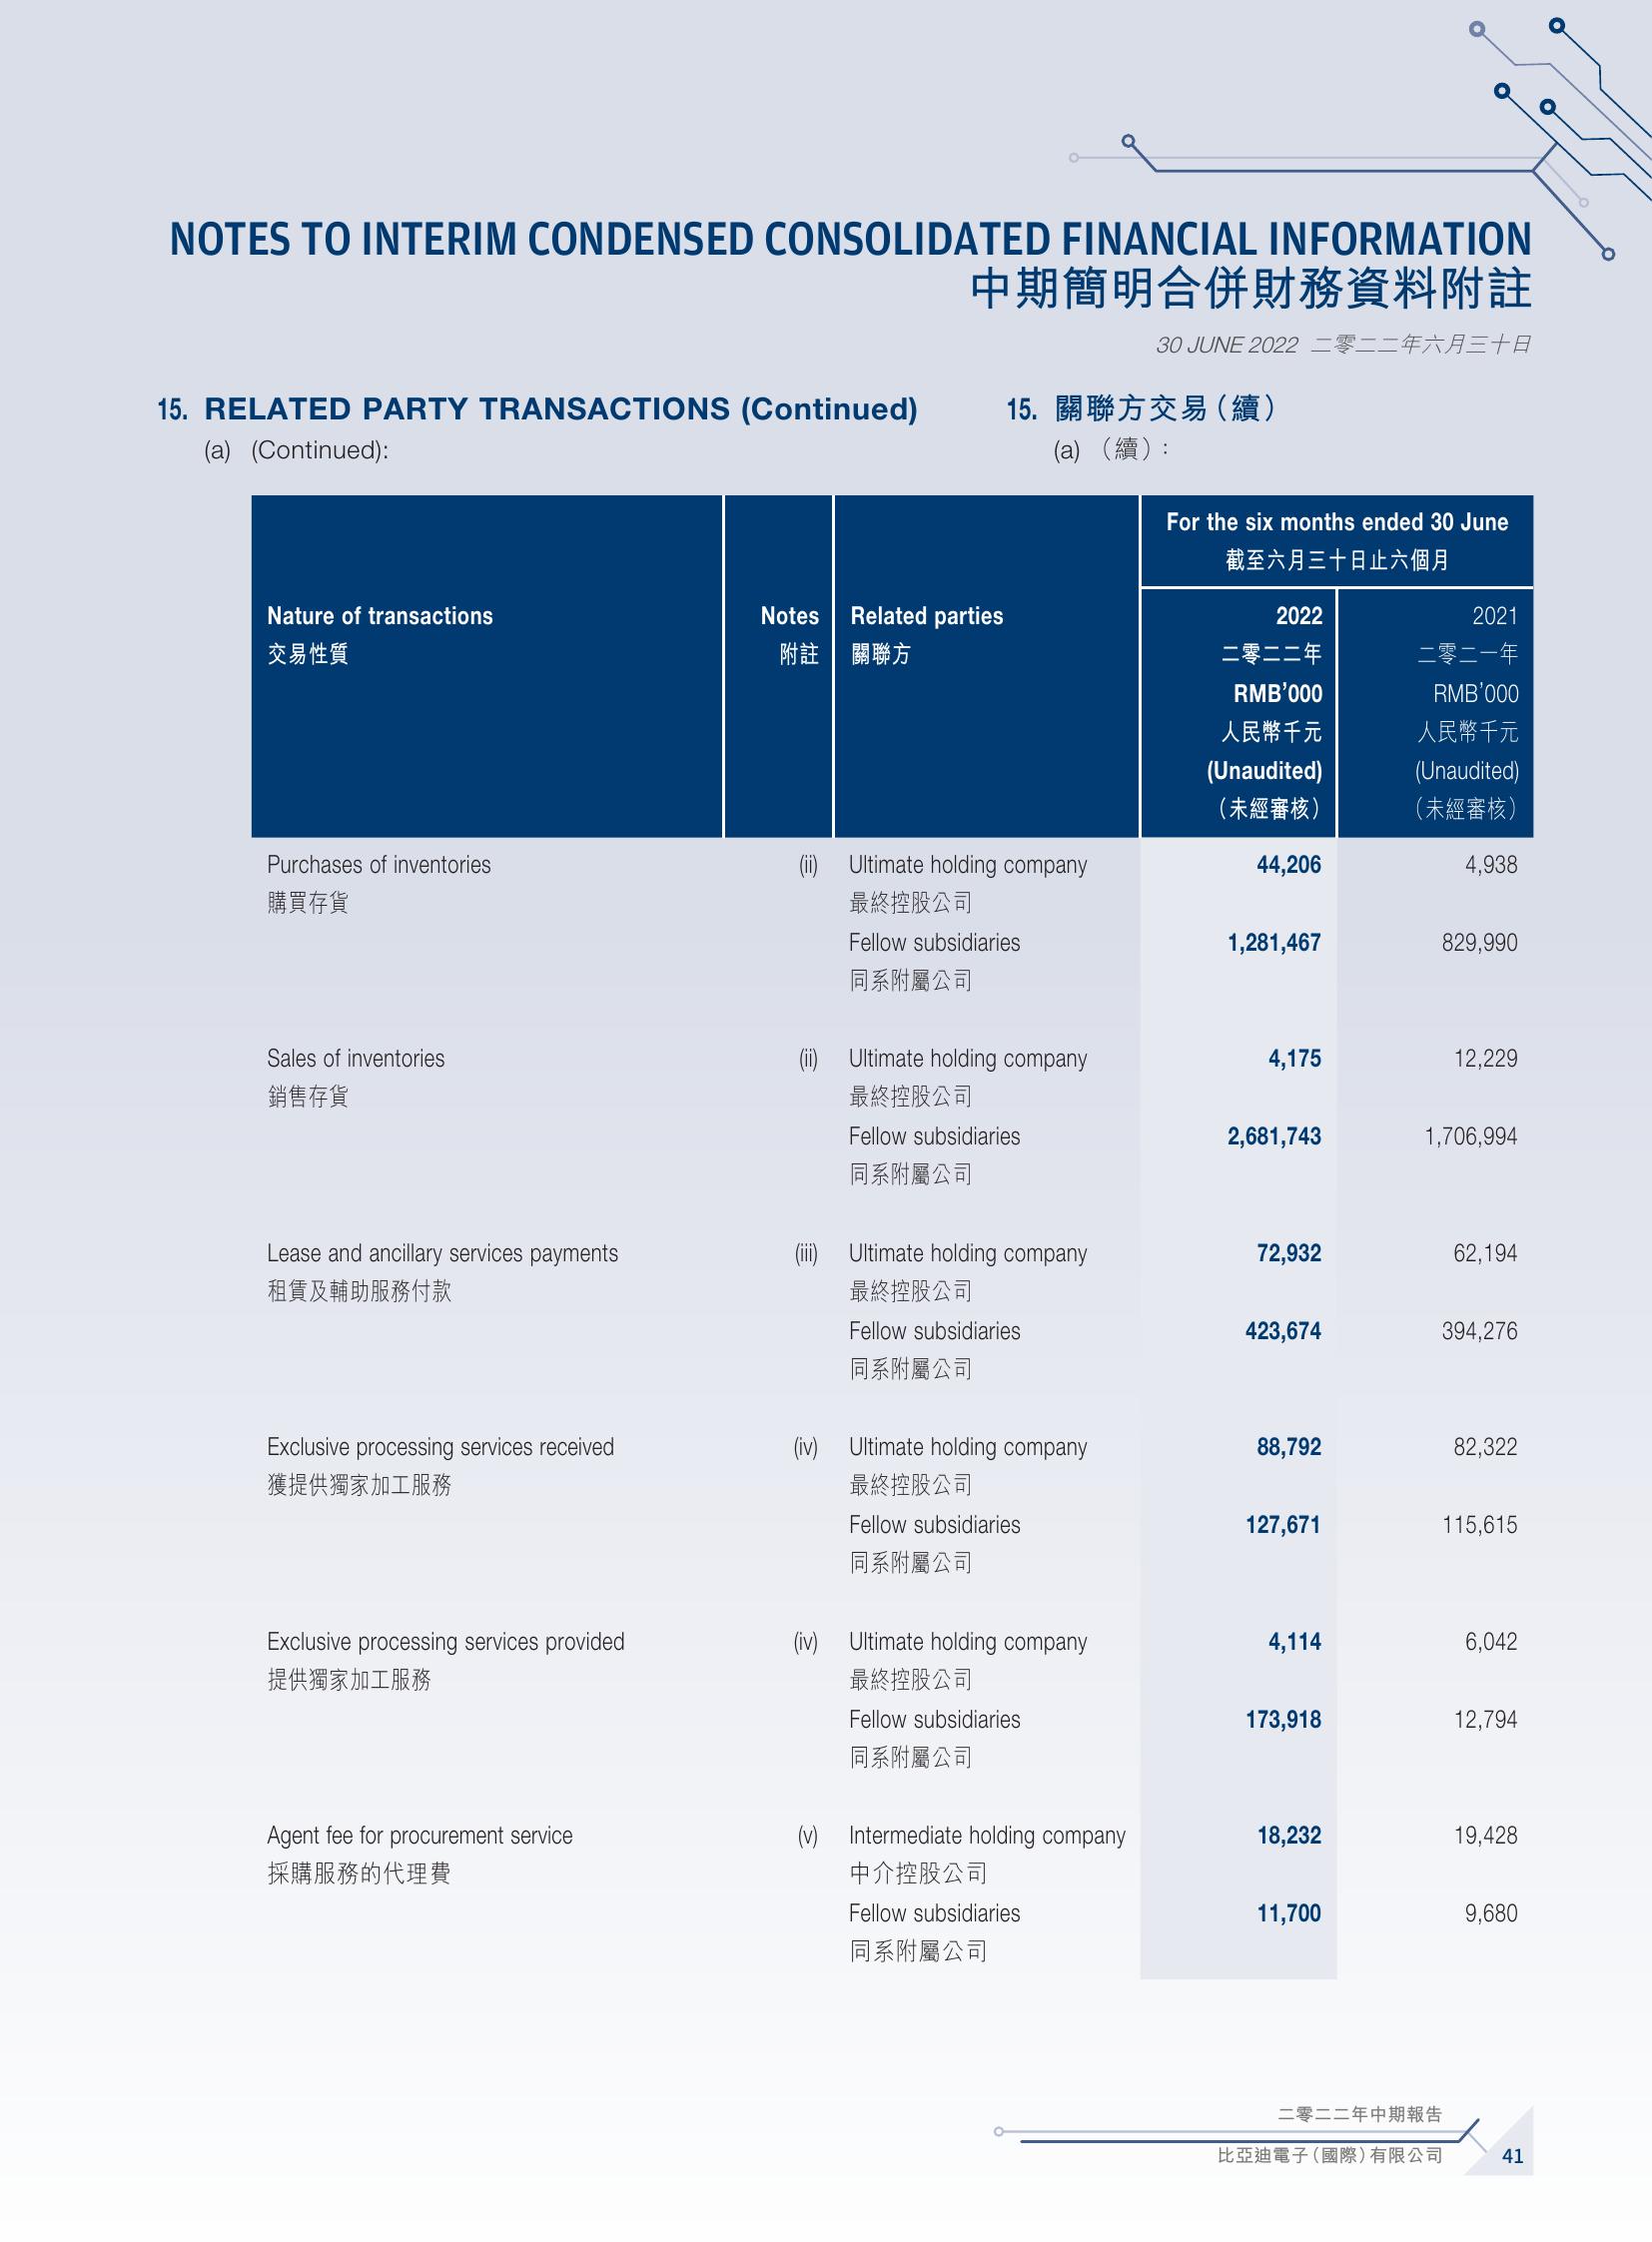 NOTES TO INTERIM CONDENSED CONSOLIDATED FINANCIAL INFORMATION
中期簡明合併財務資料附註
30 JUNE 2022 二零二二年六月三十日
15. RELATED PARTY TRANSACTIONS (Continued)
(a) (Continued):
15. 關聯方交易（續）
(a) （續）：
For the six months ended 30 June
截至六月三十日止六個月
Nature of transactions Notes Related parties 2022 2021
交易性質 附註 關聯方 二零二二年 二零二一年
RMB’000 RMB’000
人民幣千元 人民幣千元
(Unaudited) (Unaudited)
（未經審核） （未經審核）
Purchases of inventories (ii) Ultimate holding company 44,206 4,938
購買存貨 最終控股公司
Fellow subsidiaries 1,281,467 829,990
同系附屬公司
Sales of inventories (ii) Ultimate holding company 4,175 12,229
銷售存貨 最終控股公司
Fellow subsidiaries 2,681,743 1,706,994
同系附屬公司
Lease and ancillary services payments (iii) Ultimate holding company 72,932 62,194
租賃及輔助服務付款 最終控股公司
Fellow subsidiaries 423,674 394,276
同系附屬公司
Exclusive processing services received (iv) Ultimate holding company 88,792 82,322
獲提供獨家加工服務 最終控股公司
Fellow subsidiaries 127,671 115,615
同系附屬公司
Exclusive processing services provided (iv) Ultimate holding company 4,114 6,042
提供獨家加工服務 最終控股公司
Fellow subsidiaries 173,918 12,794
同系附屬公司
Agent fee for procurement service (v) Intermediate holding company 18,232 19,428
採購服務的代理費 中介控股公司
Fellow subsidiaries 11,700 9,680
同系附屬公司
二零二二年中期報告
比亞迪電子（國際）有限公司 41